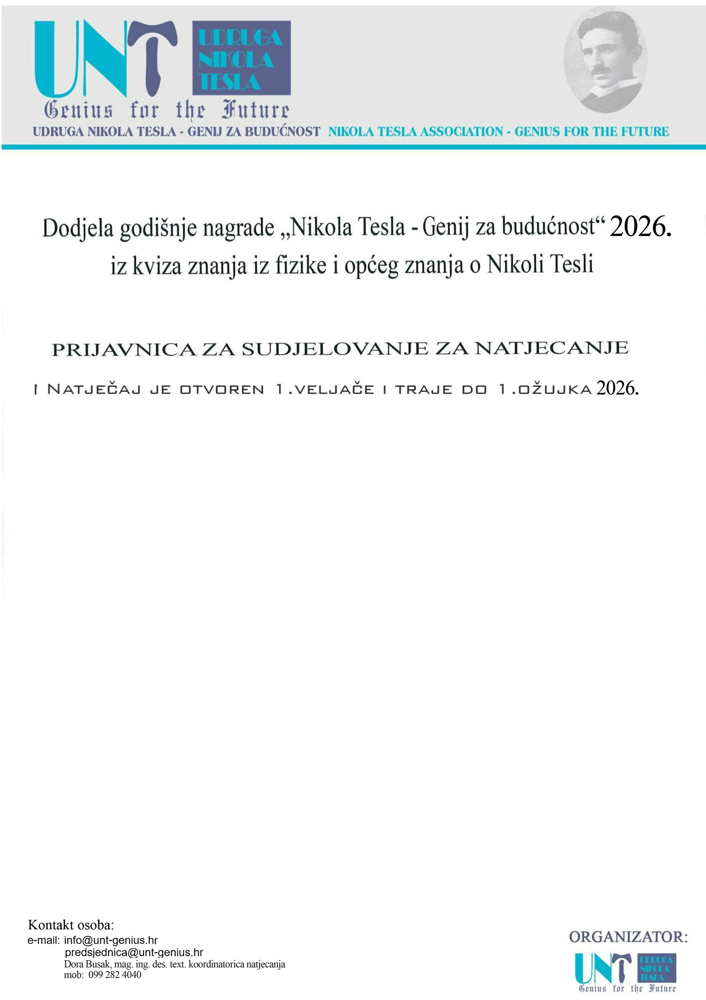 UNT UDRUGA
NIKOLA
TESLA
Genius for the Future
UDRUGA NIKOLA TESLA - GENIJ ZA BUDUĆNOST NIKOLA TESLA ASSOCIATION - GENIUS FOR THE FUTURE
Dodjela godišnje nagrade „Nikola Tesla - Genij za budućnost“ 2026.
iz kviza znanja iz fizike i općeg znanja o Nikoli Tesli
PRIJAVNICA ZA SUDJELOVANJE ZA NATJECANJE
I NATJEČAJ JE OTVOREN 1.VELJAČE I TRAJE DO 1.OŽUJKA 2026.
Kontakt osoba:
e-mail: info@unt-genius.hr
predsjednica@unt-genius.hr
Dora Busak, mag. ing. des. text. koordinatorica natjecanja
mob: 099 282 4040
ORGANIZATOR:
UNT UDRUGA
NIKOLA
TESLA
Genius for the Future